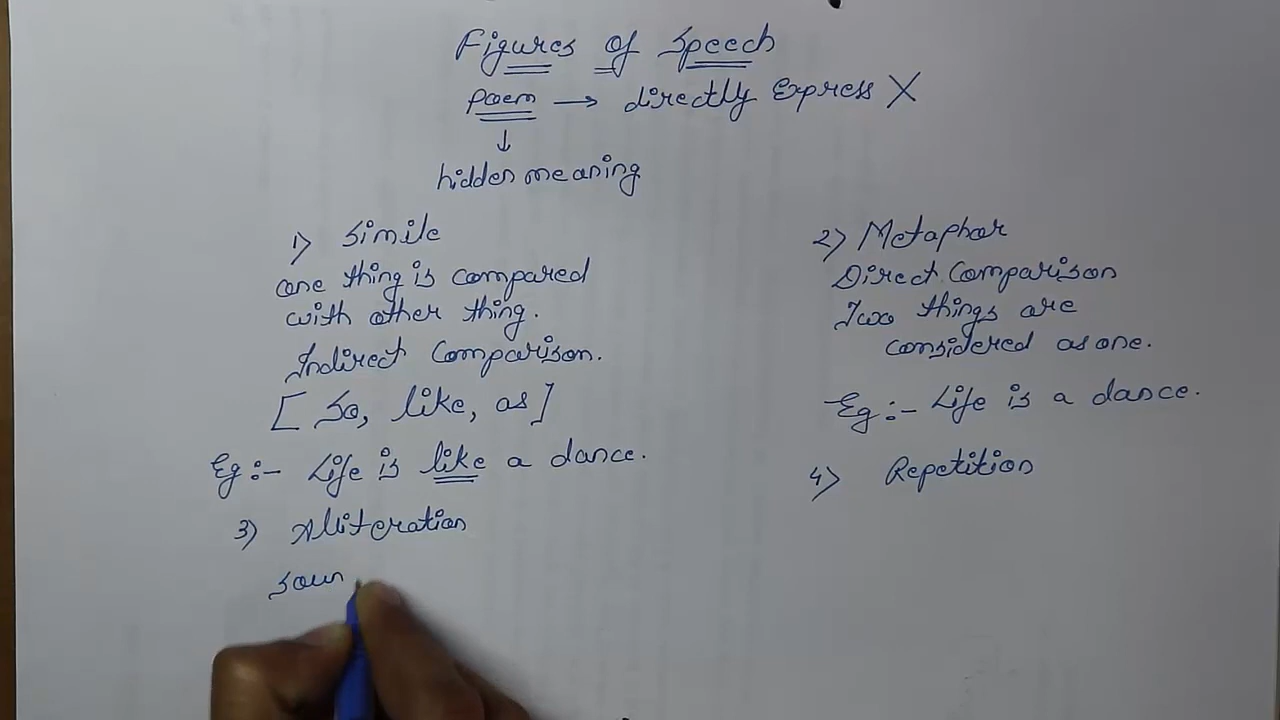 Figures of Speech
Poem → directly Express X
↓
hidden meaning
1) Simile
one thing is compared
with other thing.
Indirect Comparison.
[ So, like, as ]
Eg :- Life is like a dance.
2) Metaphor
Direct Comparison
Two things are
considered as one.
Eg :- Life is a dance.
3) Alliteration
soun
4) Repetition